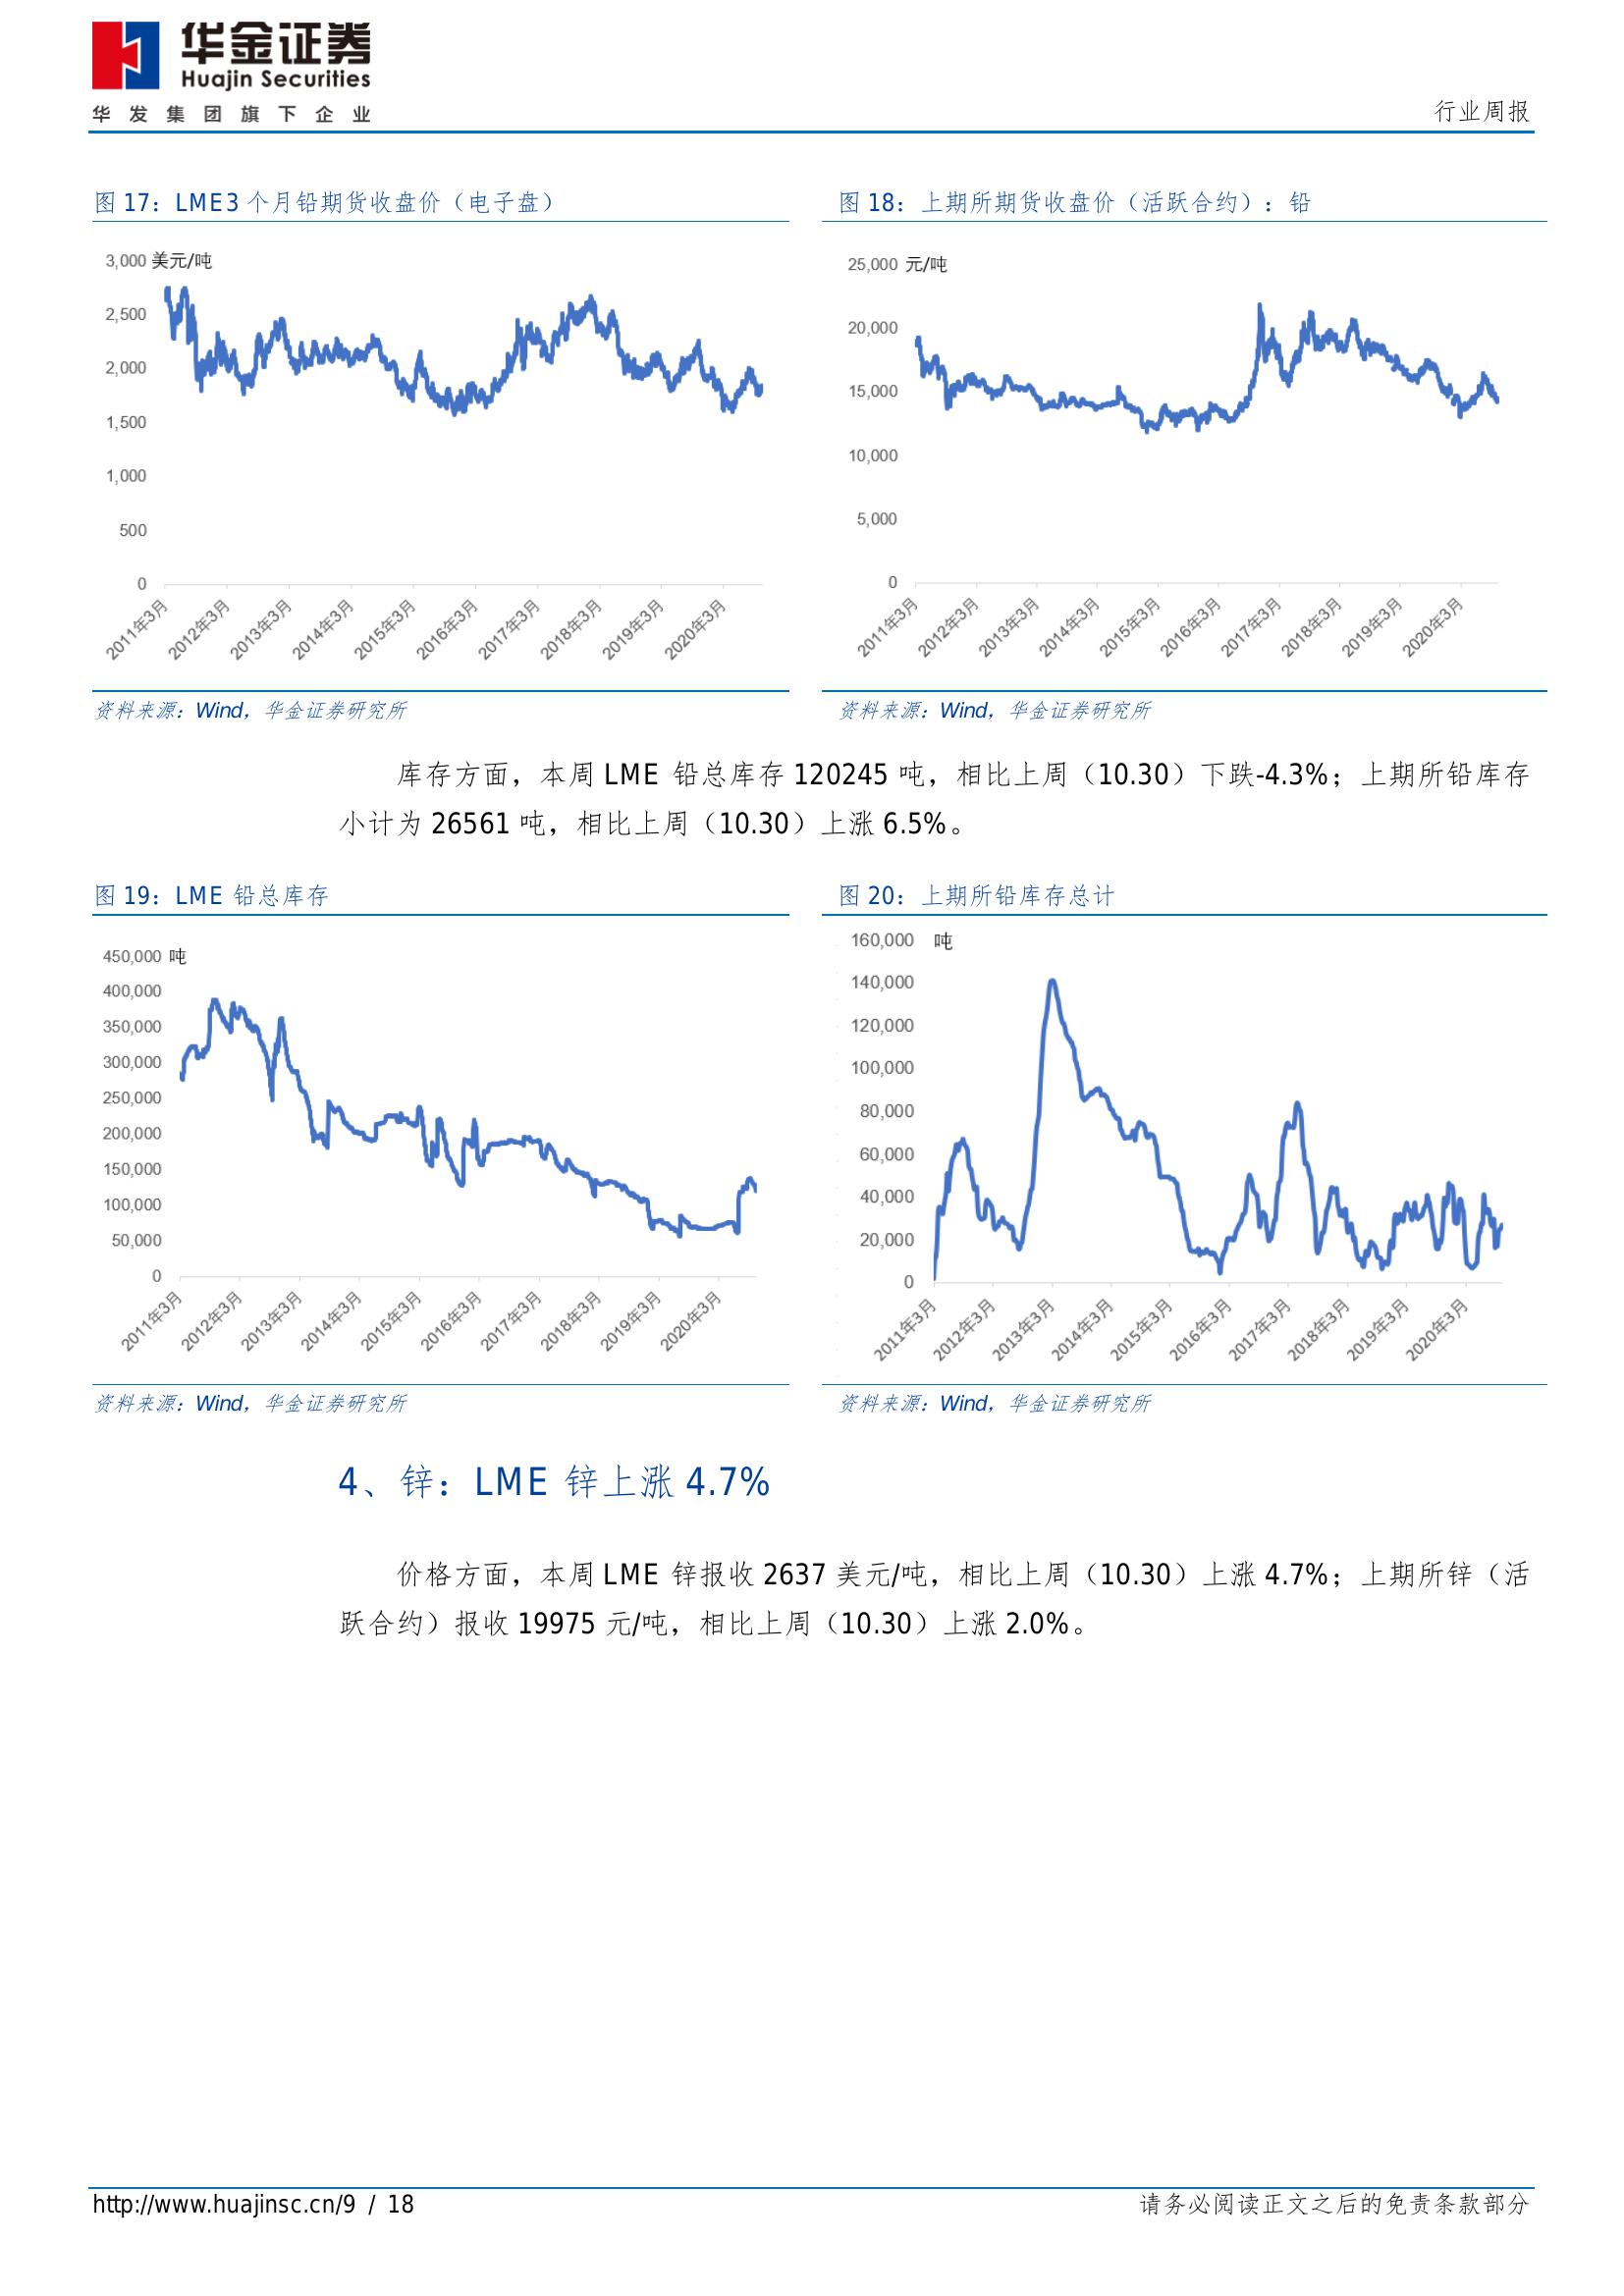 华金证券
Huajin Securities
华发集团旗下企业
行业周报
图 17：LME3 个月铅期货收盘价（电子盘）
3,000 美元/吨
2,500
2,000
1,500
1,000
500
0
2011年3月
2012年3月
2013年3月
2014年3月
2015年3月
2016年3月
2017年3月
2018年3月
2019年3月
2020年3月
资料来源：Wind，华金证券研究所
图 18：上期所期货收盘价（活跃合约）：铅
25,000 元/吨
20,000
15,000
10,000
5,000
0
2011年3月
2012年3月
2013年3月
2014年3月
2015年3月
2016年3月
2017年3月
2018年3月
2019年3月
2020年3月
资料来源：Wind，华金证券研究所
库存方面，本周 LME 铅总库存 120245 吨，相比上周（10.30）下跌-4.3%；上期所铅库存
小计为 26561 吨，相比上周（10.30）上涨 6.5%。
图 19：LME 铅总库存
450,000 吨
400,000
350,000
300,000
250,000
200,000
150,000
100,000
50,000
0
2011年3月
2012年3月
2013年3月
2014年3月
2015年3月
2016年3月
2017年3月
2018年3月
2019年3月
2020年3月
资料来源：Wind，华金证券研究所
图 20：上期所铅库存总计
160,000 吨
140,000
120,000
100,000
80,000
60,000
40,000
20,000
0
2011年3月
2012年3月
2013年3月
2014年3月
2015年3月
2016年3月
2017年3月
2018年3月
2019年3月
2020年3月
资料来源：Wind，华金证券研究所
4、锌：LME 锌上涨 4.7%
价格方面，本周 LME 锌报收 2637 美元/吨，相比上周（10.30）上涨 4.7%；上期所锌（活
跃合约）报收 19975 元/吨，相比上周（10.30）上涨 2.0%。
http://www.huajinsc.cn/9 / 18
请务必阅读正文之后的免责条款部分